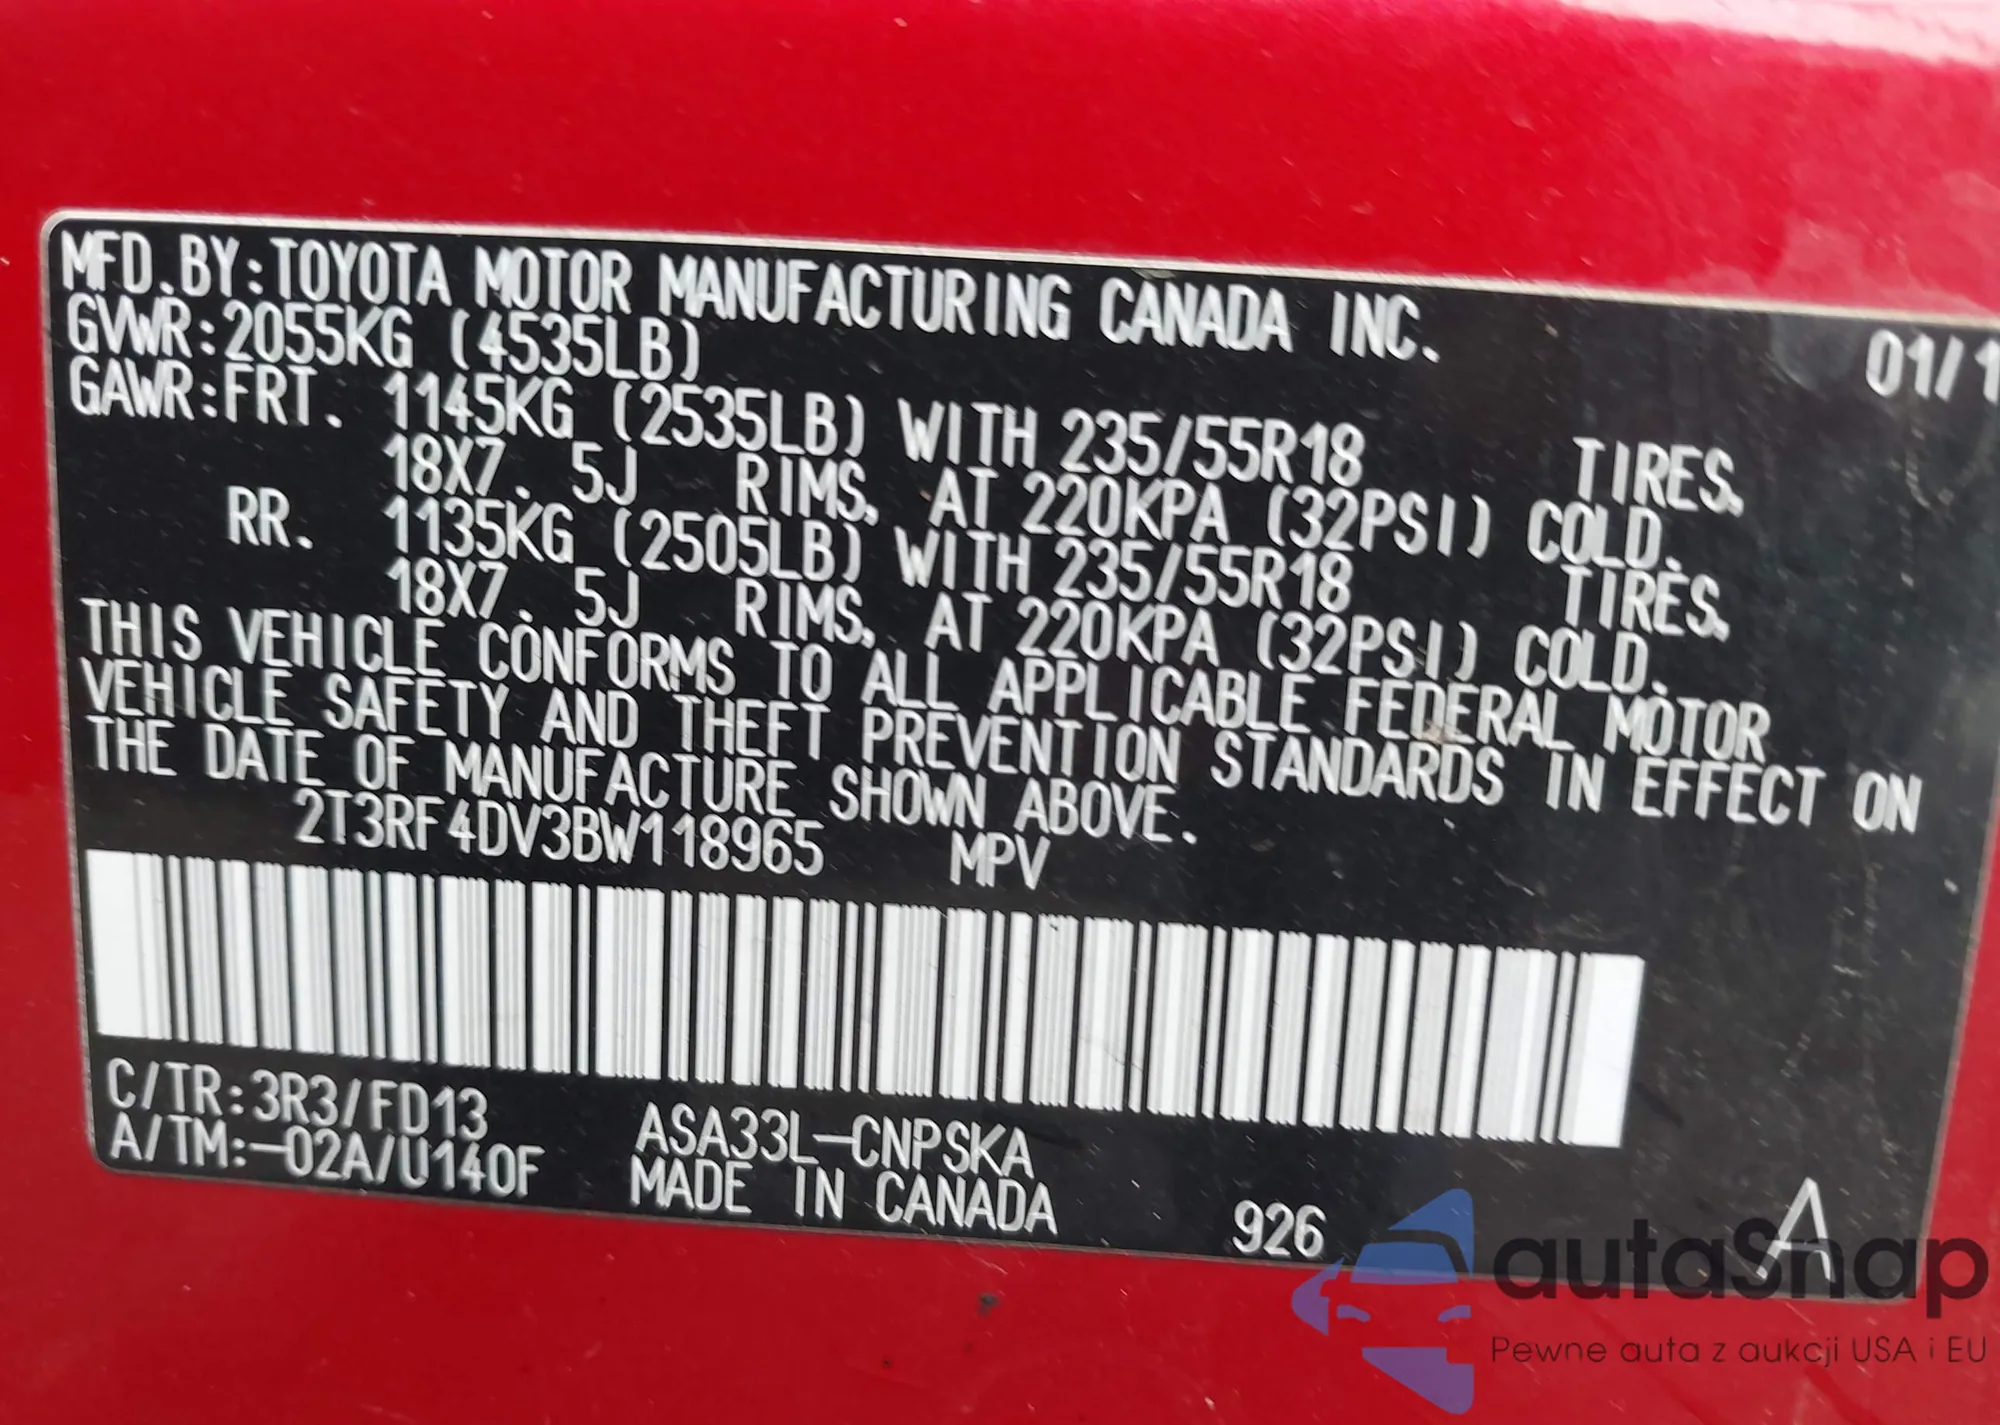 MFD.BY:TOYOTA MOTOR MANUFACTURING CANADA INC. 01/1
GVWR:2055KG (4535LB)
GAWR:FRT. 1145KG (2535LB) WITH 235/55R18 TIRES,
18X7.5J RIMS, AT 220KPA (32PSI) COLD.
RR. 1135KG (2505LB) WITH 235/55R18 TIRES,
18X7.5J RIMS, AT 220KPA (32PSI) COLD.
THIS VEHICLE CONFORMS TO ALL APPLICABLE FEDERAL MOTOR
VEHICLE SAFETY AND THEFT PREVENTION STANDARDS IN EFFECT ON
THE DATE OF MANUFACTURE SHOWN ABOVE.
2T3RF4DV3BW118965 MPV
C/TR:3R3/FD13
A/TM:-02A/U140F
ASA33L-CNPSKA
MADE IN CANADA
926
A
autaSnap
Pewne auta z aukcji USA i EU